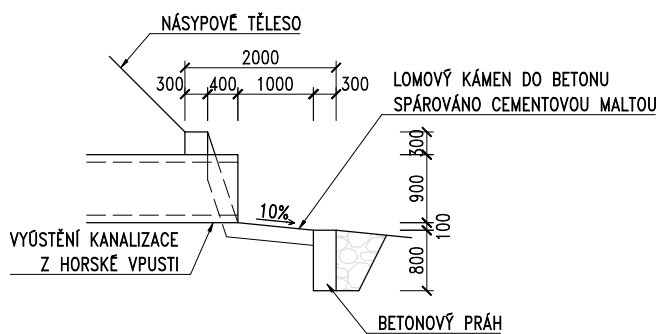 NÁSYPOVÉ TĚLESO
2000
300 400 1000 300
LOMOVÝ KÁMEN DO BETONU
SPÁROVÁNO CEMENTOVOU MALTOU
300
900
10%
100
VYÚSTĚNÍ KANALIZACE
Z HORSKÉ VPUSTI
800
BETONOVÝ PRÁH